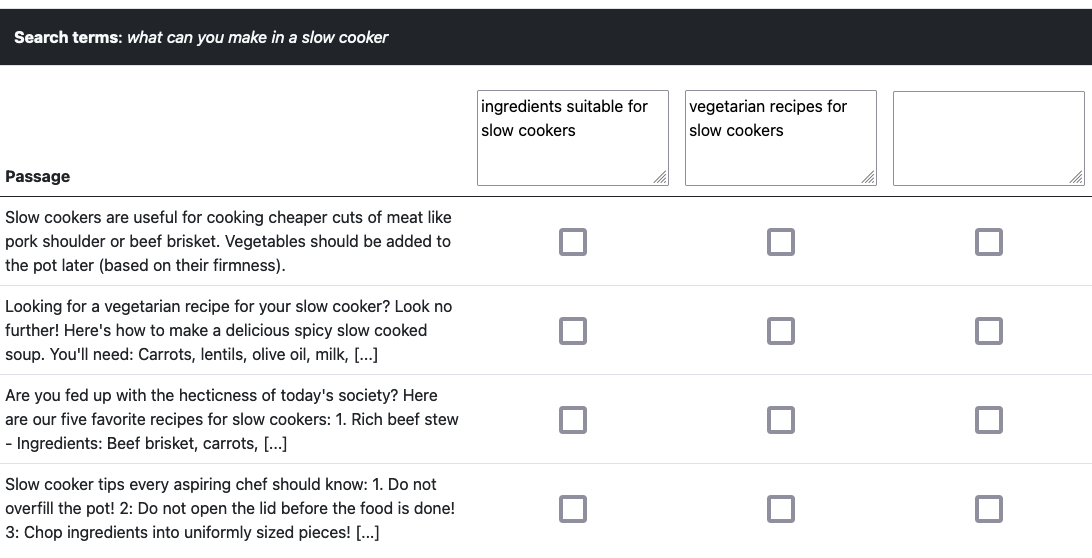 Search terms: what can you make in a slow cooker
ingredients suitable for
slow cookers
vegetarian recipes for
slow cookers
Passage
Slow cookers are useful for cooking cheaper cuts of meat like
pork shoulder or beef brisket. Vegetables should be added to
the pot later (based on their firmness).
Looking for a vegetarian recipe for your slow cooker? Look no
further! Here's how to make a delicious spicy slow cooked
soup. You'll need: Carrots, lentils, olive oil, milk, [...]
Are you fed up with the hecticness of today's society? Here
are our five favorite recipes for slow cookers: 1. Rich beef stew
- Ingredients: Beef brisket, carrots, [...]
Slow cooker tips every aspiring chef should know: 1. Do not
overfill the pot! 2: Do not open the lid before the food is done!
3: Chop ingredients into uniformly sized pieces! [...]